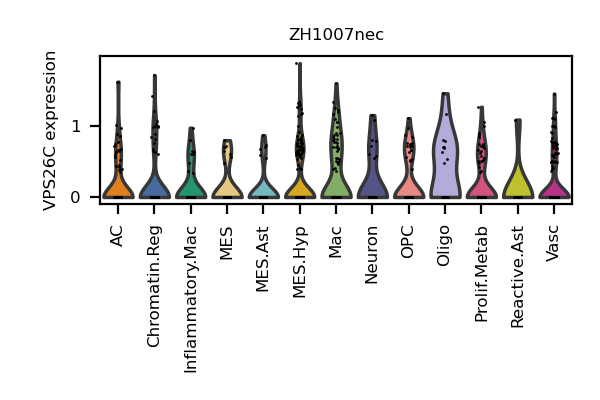 ZH1007nec
VPS26C expression
1
0
AC
Chromatin.Reg
Inflammatory.Mac
MES
MES.Ast
MES.Hyp
Mac
Neuron
OPC
Oligo
Prolif.Metab
Reactive.Ast
Vasc